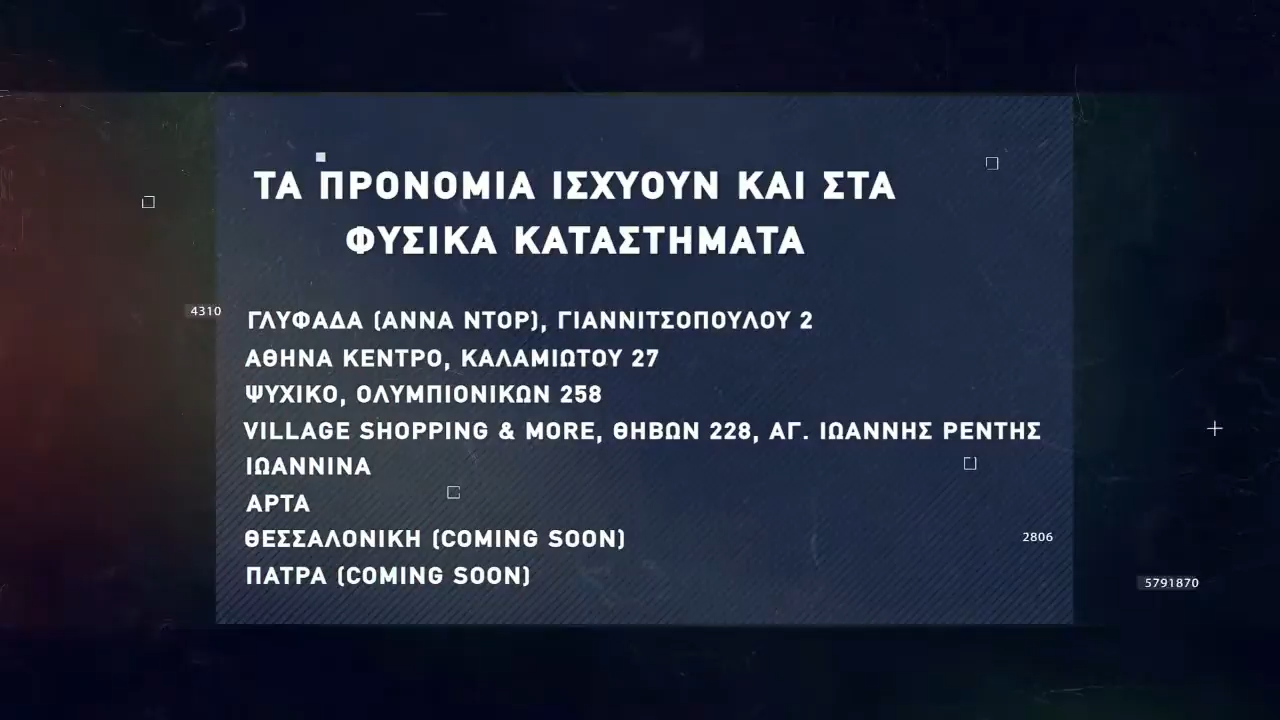 ΤΑ ΠΡΟΝΟΜΙΑ ΙΣΧΥΟΥΝ ΚΑΙ ΣΤΑ
ΦΥΣΙΚΑ ΚΑΤΑΣΤΗΜΑΤΑ
4310
ΓΛΥΦΑΔΑ (ΑΝΝΑ ΝΤΟΡ), ΓΙΑΝΝΙΤΣΟΠΟΥΛΟΥ 2
ΑΘΗΝΑ ΚΕΝΤΡΟ, ΚΑΛΑΜΙΩΤΟΥ 27
ΨΥΧΙΚΟ, ΟΛΥΜΠΙΟΝΙΚΩΝ 258
VILLAGE SHOPPING & MORE, ΘΗΒΩΝ 228, ΑΓ. ΙΩΑΝΝΗΣ ΡΕΝΤΗΣ
ΙΩΑΝΝΙΝΑ
ΑΡΤΑ
ΘΕΣΣΑΛΟΝΙΚΗ (COMING SOON)
2806
ΠΑΤΡΑ (COMING SOON)
5791870